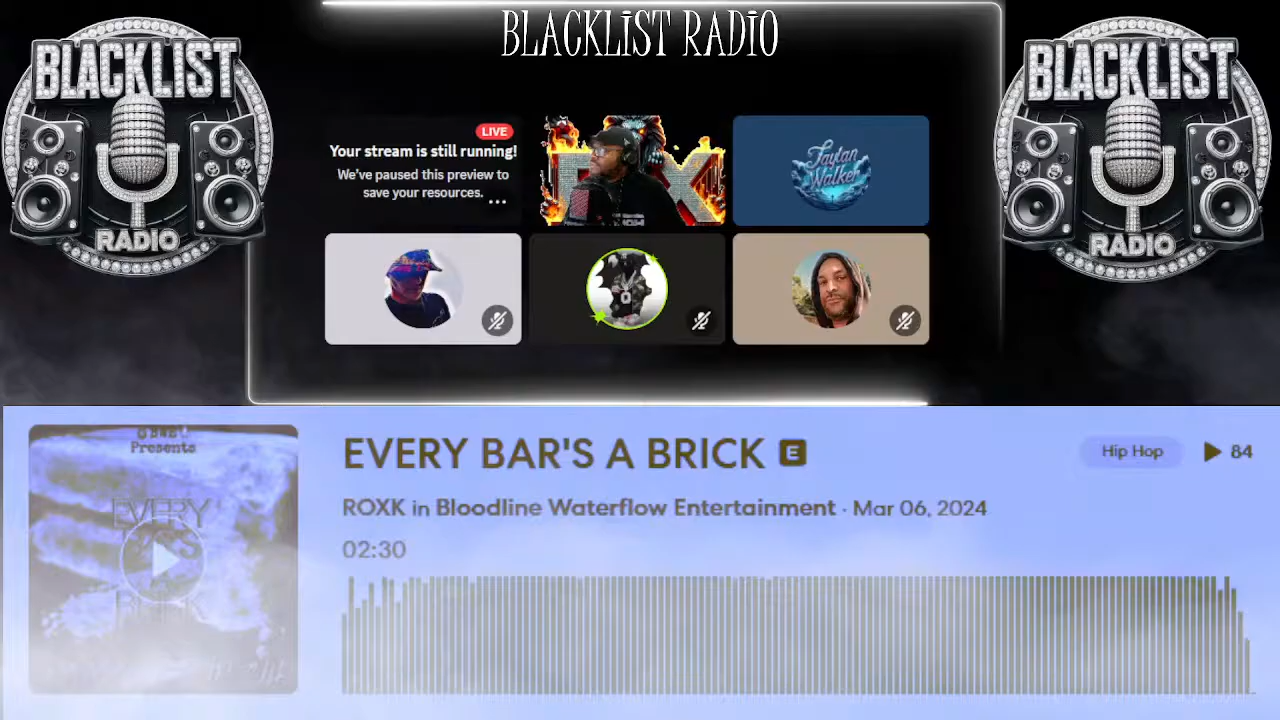 BLACKLIST RADIO
BLACKLIST
RADIO
BLACKLIST
RADIO
LIVE
Your stream is still running!
We've paused this preview to
save your resources.
Taylan
Walker
Presents
EVERY
EVERY BAR'S A BRICK E
Hip Hop
84
ROXK in Bloodline Waterflow Entertainment · Mar 06, 2024
02:30